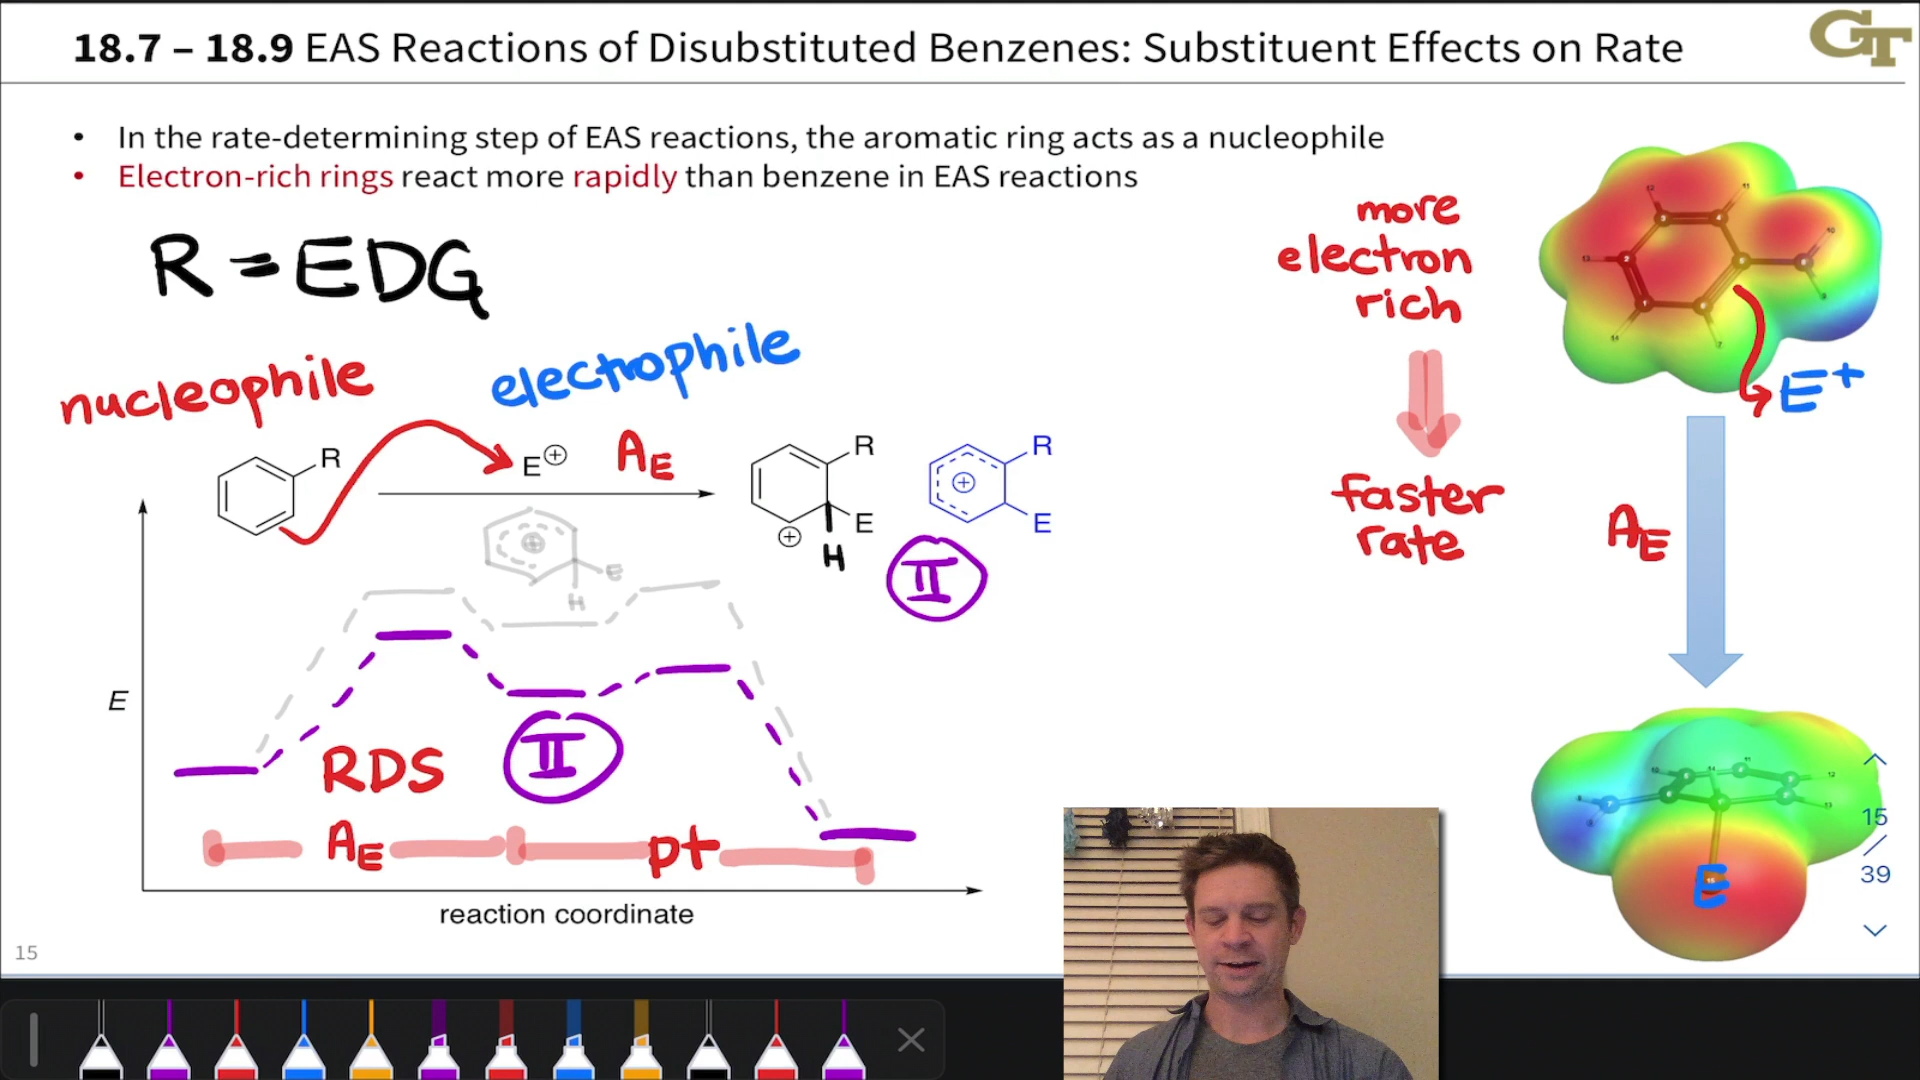 18.7 – 18.9 EAS Reactions of Disubstituted Benzenes: Substituent Effects on Rate
GT
• In the rate-determining step of EAS reactions, the aromatic ring acts as a nucleophile
• Electron-rich rings react more rapidly than benzene in EAS reactions
R = EDG
more
electron
rich
faster
rate
nucleophile
electrophile
R
E⊕
AE
R
E
⊕
H
R
⊕
E
II
⊕
E
H
E
RDS
II
AE
pt
reaction coordinate
E+
AE
E
15
/
39
15